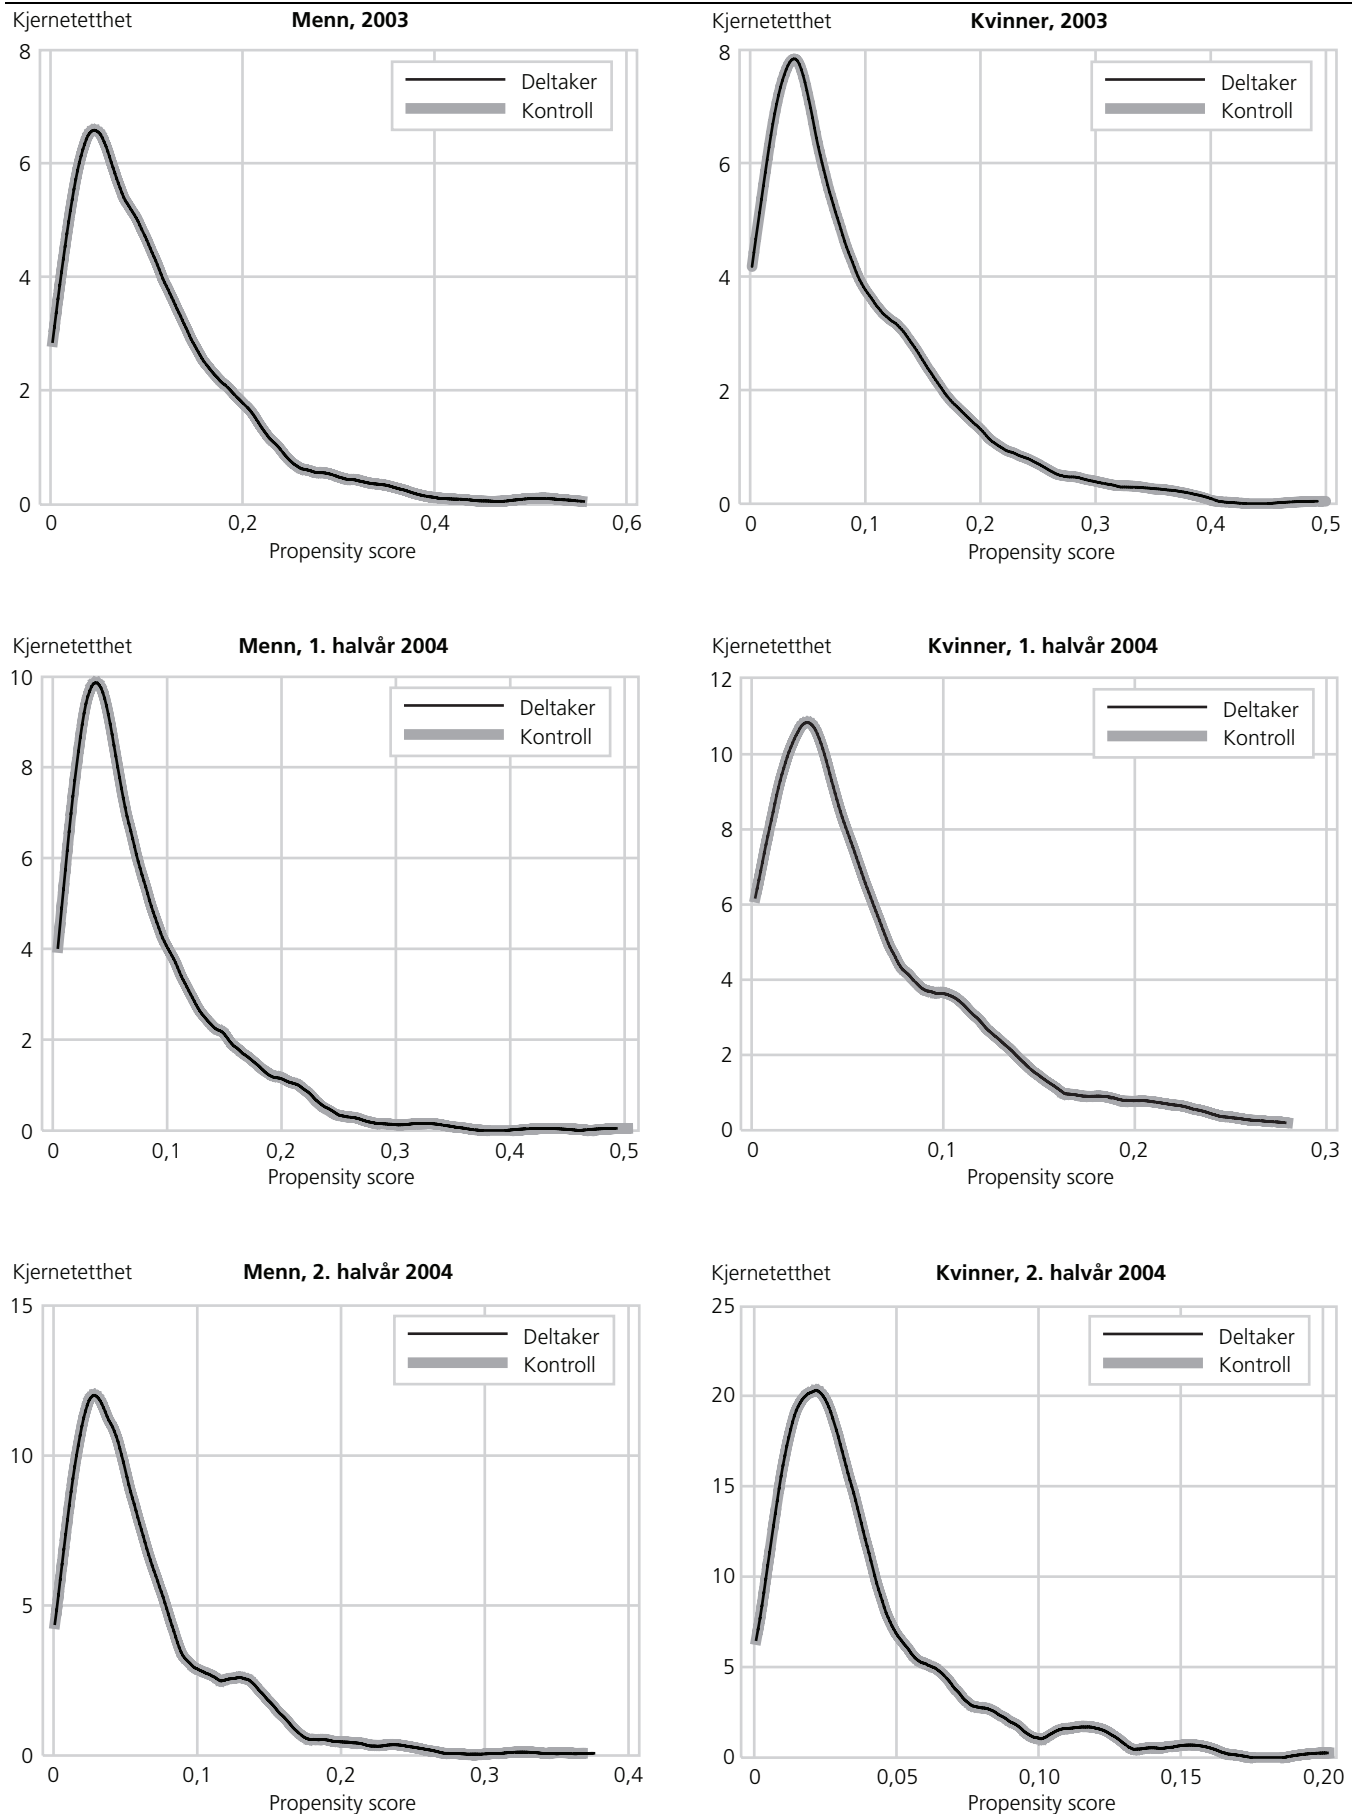 Kjernetetthet Menn, 2003
8
Deltaker
Kontroll
6
4
2
0
0 0,2 0,4 0,6
Propensity score
Kjernetetthet Kvinner, 2003
8
Deltaker
Kontroll
6
4
2
0
0 0,1 0,2 0,3 0,4 0,5
Propensity score
Kjernetetthet Menn, 1. halvår 2004
10
Deltaker
Kontroll
8
6
4
2
0
0 0,1 0,2 0,3 0,4 0,5
Propensity score
Kjernetetthet Kvinner, 1. halvår 2004
12
Deltaker
Kontroll
10
8
6
4
2
0
0 0,1 0,2 0,3
Propensity score
Kjernetetthet Menn, 2. halvår 2004
15
Deltaker
Kontroll
10
5
0
0 0,1 0,2 0,3 0,4
Propensity score
Kjernetetthet Kvinner, 2. halvår 2004
25
Deltaker
Kontroll
20
15
10
5
0
0 0,05 0,10 0,15 0,20
Propensity score